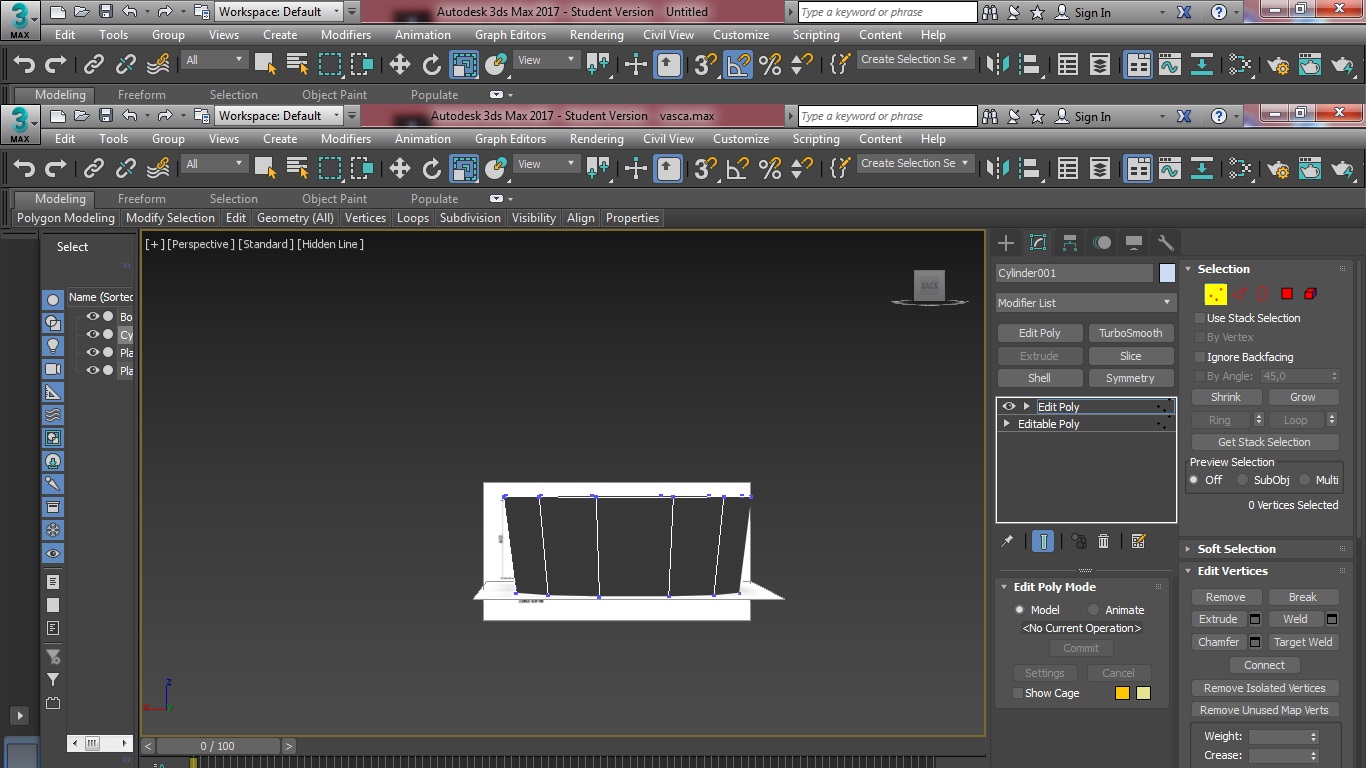 3
MAX
Workspace: Default
Autodesk 3ds Max 2017 - Student Version Untitled
Type a keyword or phrase
Sign In
Edit Tools Group Views Create Modifiers Animation Graph Editors Rendering Civil View Customize Scripting Content Help
All
View
3
Create Selection Se
Modeling Freeform Selection Object Paint Populate
3
MAX
Workspace: Default
Autodesk 3ds Max 2017 - Student Version vasca.max
Type a keyword or phrase
Sign In
Edit Tools Group Views Create Modifiers Animation Graph Editors Rendering Civil View Customize Scripting Content Help
All
View
3
Create Selection Se
Modeling Freeform Selection Object Paint Populate
Polygon Modeling Modify Selection Edit Geometry (All) Vertices Loops Subdivision Visibility Align Properties
Select
Name (Sorted
Bo
Cy
Pla
Pla
[+] [Perspective ] [Standard ] [Hidden Line ]
BACK
z
x
y
< 0 / 100 >
0
Cylinder001
Modifier List
Edit Poly TurboSmooth
Extrude Slice
Shell Symmetry
Edit Poly
Editable Poly
Edit Poly Mode
Model Animate
<No Current Operation>
Commit
Settings Cancel
Show Cage
Selection
Use Stack Selection
By Vertex
Ignore Backfacing
By Angle: 45,0
Shrink Grow
Ring Loop
Get Stack Selection
Preview Selection
Off SubObj Multi
0 Vertices Selected
Soft Selection
Edit Vertices
Remove Break
Extrude Weld
Chamfer Target Weld
Connect
Remove Isolated Vertices
Remove Unused Map Verts
Weight:
Crease: